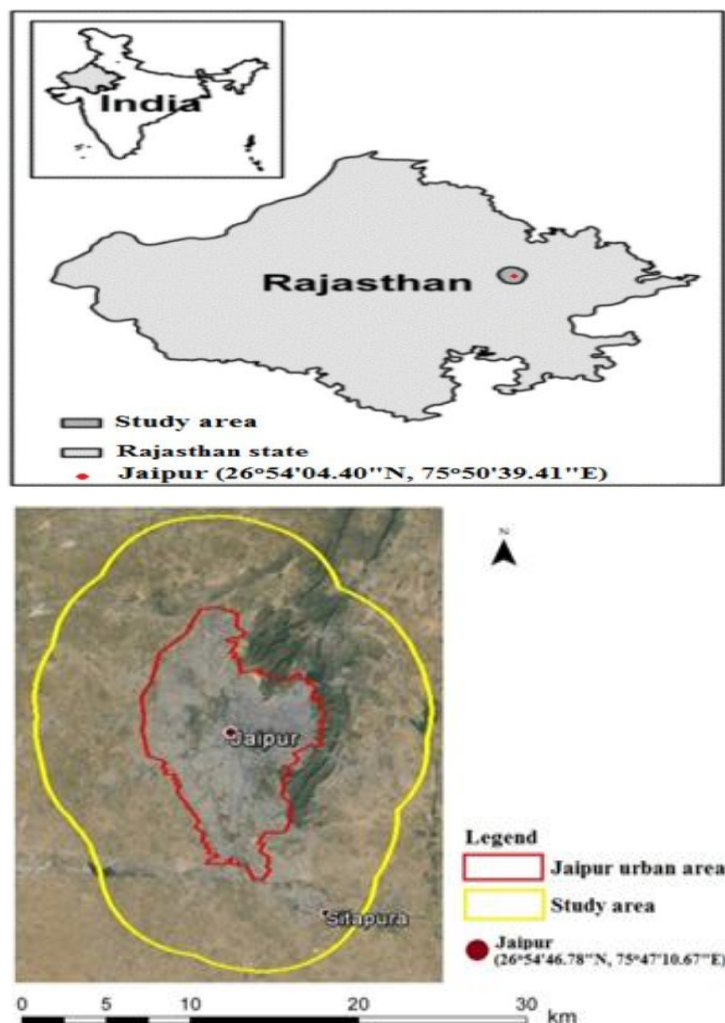 India
Rajasthan
Study area
Rajasthan state
Jaipur (26°54'04.40"N, 75°50'39.41"E)
N
Jaipur
Sitapura
Legend
Jaipur urban area
Study area
Jaipur
(26°54'46.78"N, 75°47'10.67"E)
0 5 10 20 30
km